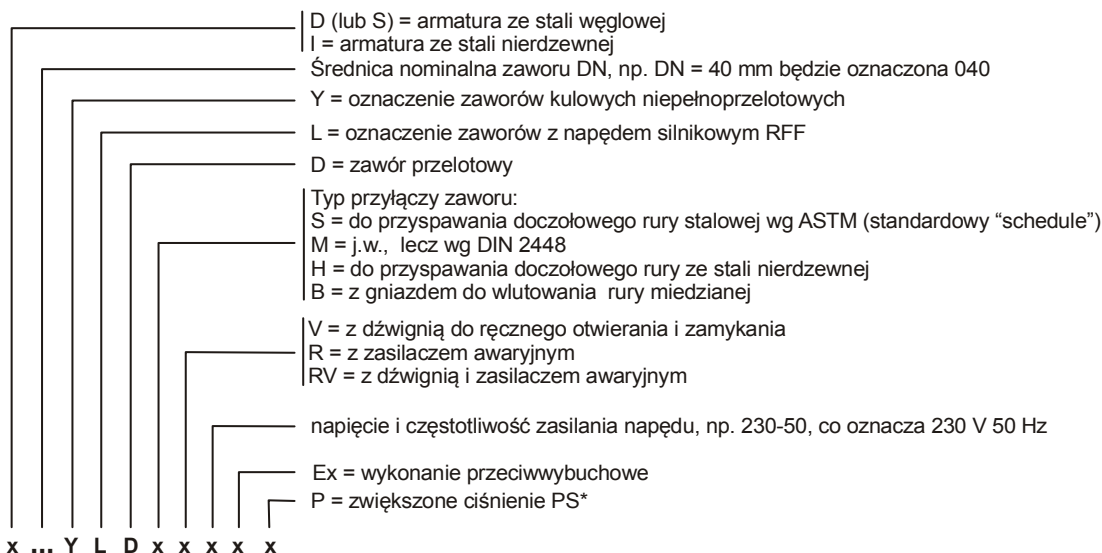 D (lub S) = armatura ze stali węglowej
I = armatura ze stali nierdzewnej
Średnica nominalna zaworu DN, np. DN = 40 mm będzie oznaczona 040
Y = oznaczenie zaworów kulowych niepełnoprzelotowych
L = oznaczenie zaworów z napędem silnikowym RFF
D = zawór przelotowy
Typ przyłączy zaworu:
S = do przyspawania doczołowego rury stalowej wg ASTM (standardowy “schedule”)
M = j.w., lecz wg DIN 2448
H = do przyspawania doczołowego rury ze stali nierdzewnej
B = z gniazdem do wlutowania rury miedzianej
V = z dźwignią do ręcznego otwierania i zamykania
R = z zasilaczem awaryjnym
RV = z dźwignią i zasilaczem awaryjnym
napięcie i częstotliwość zasilania napędu, np. 230-50, co oznacza 230 V 50 Hz
Ex = wykonanie przeciwwybuchowe
P = zwiększone ciśnienie PS*
x ... Y L D x x x x x